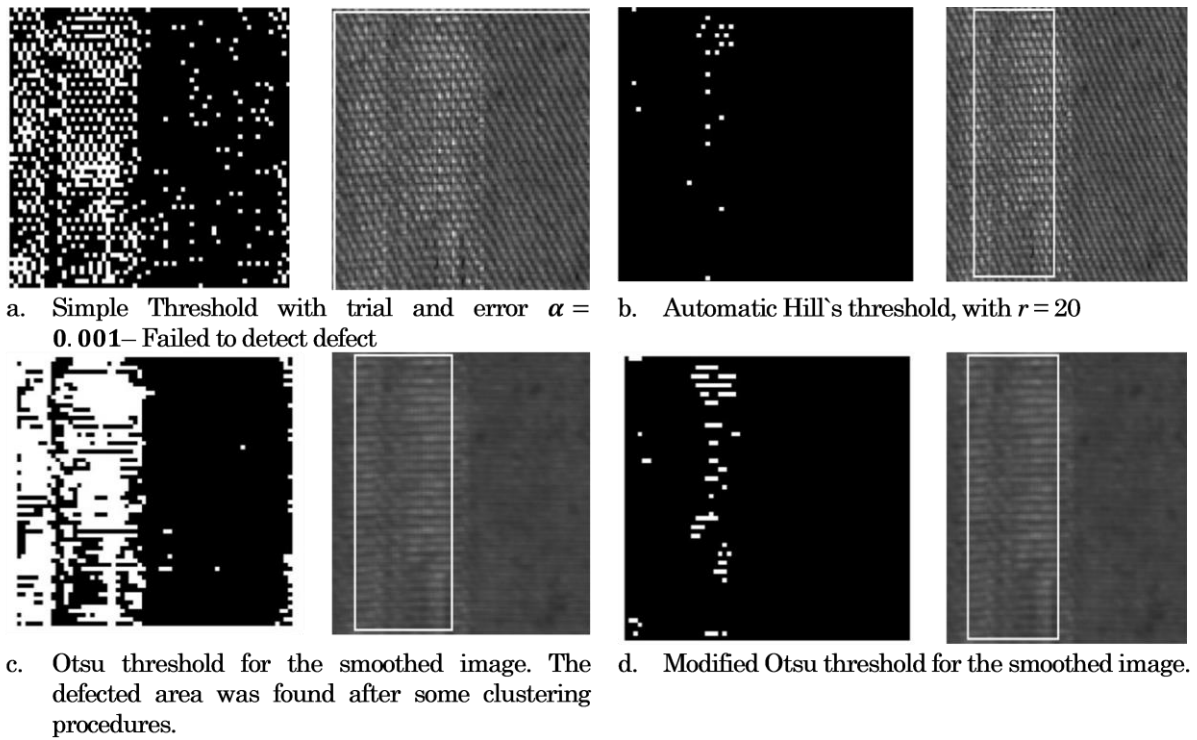 a. Simple Threshold with trial and error α =
0.001– Failed to detect defect
b. Automatic Hill`s threshold, with r = 20
c. Otsu threshold for the smoothed image. The
defected area was found after some clustering
procedures.
d. Modified Otsu threshold for the smoothed image.